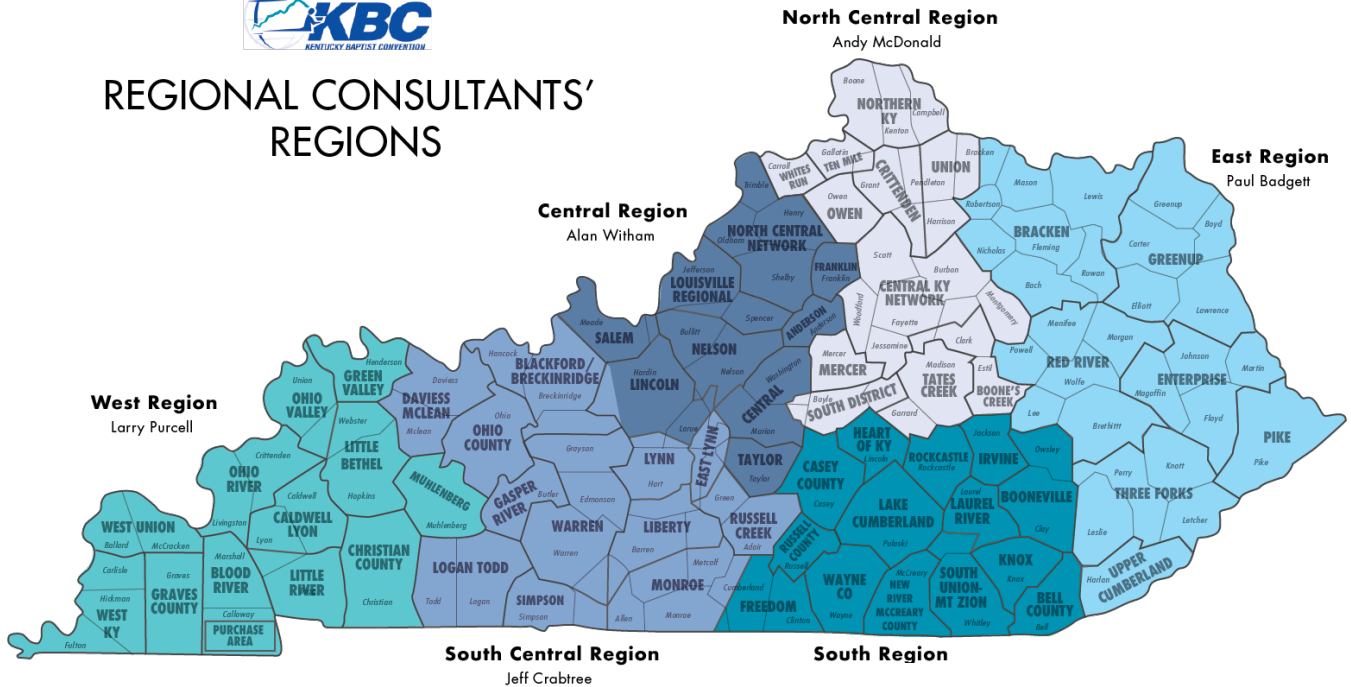 KBC
KENTUCKY BAPTIST CONVENTION
REGIONAL CONSULTANTS’
REGIONS
North Central Region
Andy McDonald
East Region
Paul Badgett
Central Region
Alan Witham
West Region
Larry Purcell
South Central Region
Jeff Crabtree
South Region
Boone
NORTHERN
KY
Campbell
Kenton
Carroll
WHITES
RUN
Gallatin
TEN MILE
CRITTENDEN
Grant
Pendleton
UNION
Bracken
Owen
OWEN
Harrison
Scott
Burbon
CENTRAL KY
NETWORK
Woodford
Fayette
Montgomery
Jessamine
Clark
Mercer
MERCER
Madison
TATES
CREEK
Estil
BOONE'S
CREEK
Boyle
SOUTH DISTRICT
Garrard
Mason
Lewis
Robertson
BRACKEN
Fleming
Nicholas
Rowan
Bach
Greenup
Boyd
Carter
GREENUP
Elliott
Lawrence
Menifee
Morgan
Powell
RED RIVER
Wolfe
Lee
Brethitt
Johnson
Martin
ENTERPRISE
Magoffin
Floyd
PIKE
Pike
Perry
Knott
THREE FORKS
Leslie
Letcher
Harlan
UPPER
CUMBERLAND
Trimble
Henry
NORTH CENTRAL
NETWORK
Oldham
Jefferson
LOUISVILLE
REGIONAL
Shelby
FRANKLIN
Franklin
Spencer
ANDERSON
Anderson
Meade
SALEM
Bullitt
NELSON
Nelson
Hardin
LINCOLN
Washington
CENTRAL
Larue
Marion
TAYLOR
Taylor
Hancock
BLACKFORD/
BRECKINRIDGE
Breckinridge
Daviess
DAVIESS
MCLEAN
Mclean
Ohio
OHIO
COUNTY
Grayson
LYNN
Hart
EAST LYNN
Green
GASPER
RIVER
Butler
Edmonson
WARREN
Warren
LIBERTY
Barren
RUSSELL
CREEK
Adair
Metcalf
LOGAN TODD
Todd
Logan
SIMPSON
Simpson
Allen
MONROE
Monroe
Henderson
GREEN
VALLEY
Union
OHIO
VALLEY
Webster
LITTLE
BETHEL
Hopkins
Crittenden
OHIO
RIVER
Livingston
Caldwell
CALDWELL
LYON
Lyon
MUHLENBERG
Muhlenberg
CHRISTIAN
COUNTY
Christian
LITTLE
RIVER
WEST UNION
Ballard
McCracken
Carlisle
Graves
GRAVES
COUNTY
Marshall
BLOOD
RIVER
Calloway
PURCHASE
AREA
Hickman
WEST
KY
Fulton
HEART
OF KY
Lincoln
CASEY
COUNTY
Casey
ROCKCASTLE
Rockcastle
Jackson
IRVINE
Owsley
BOONEVILLE
Clay
LAKE
CUMBERLAND
Pulaski
Laurel
LAUREL
RIVER
RUSSELL
COUNTY
Russell
Cumberland
FREEDOM
Clinton
WAYNE
CO
Wayne
McCreary
NEW
RIVER
MCCREARY
COUNTY
SOUTH
UNION-
MT ZION
Whitley
KNOX
Knox
BELL
COUNTY
Bell